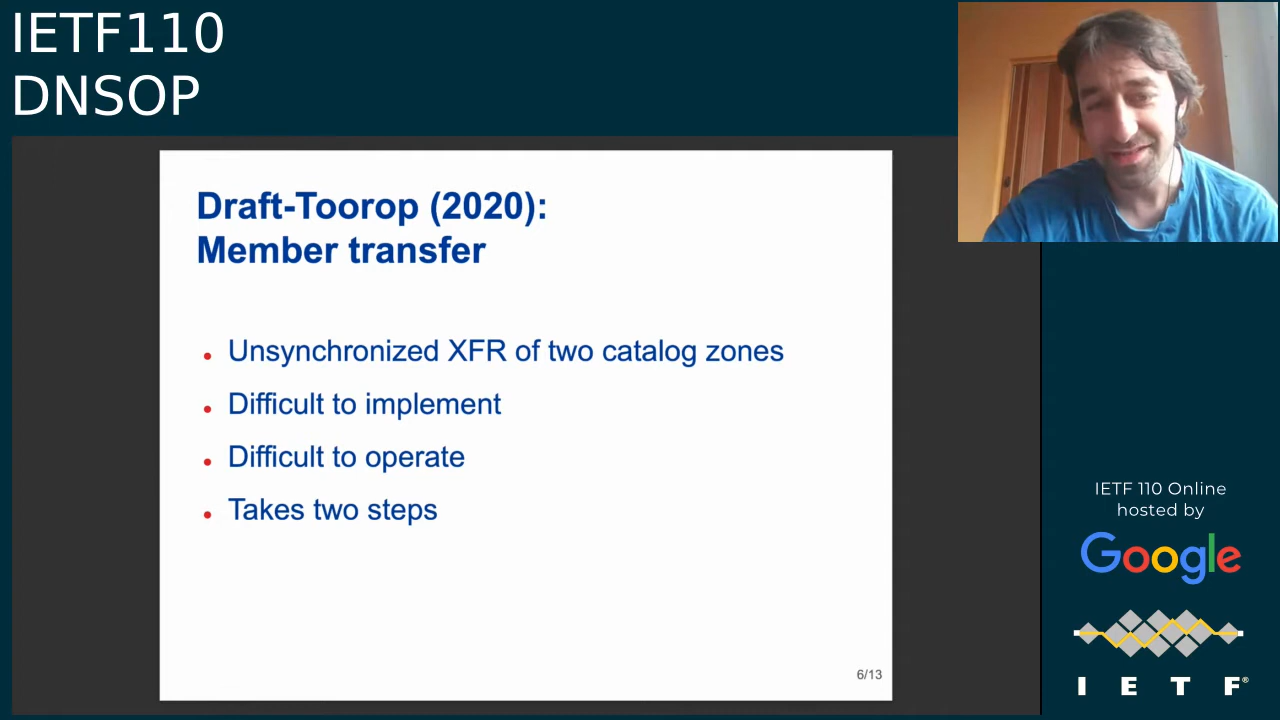 IETF110
DNSOP
Draft-Toorop (2020):
Member transfer
• Unsynchronized XFR of two catalog zones
• Difficult to implement
• Difficult to operate
• Takes two steps
6/13
IETF 110 Online
hosted by
Google
I E T F®